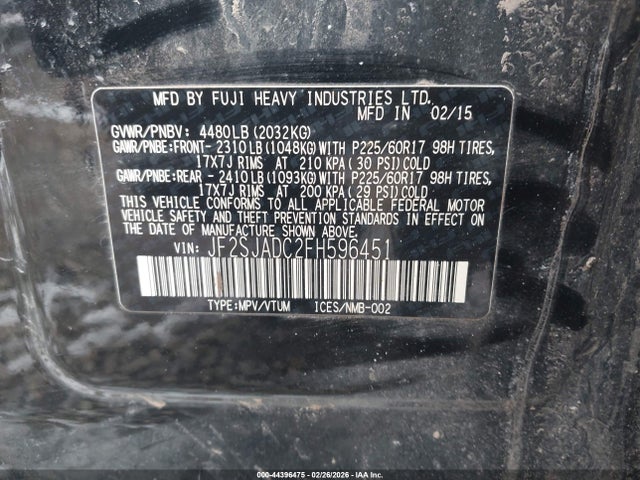 MFD BY FUJI HEAVY INDUSTRIES LTD.
MFD IN 02/15
GVWR/PNBV: 4480LB (2032KG)
GAWR/PNBE:FRONT- 2310LB (1048KG) WITH P225/60R17 98H TIRES,
17X7J RIMS AT 210 KPA (30 PSI) COLD
GAWR/PNBE:REAR - 2410LB (1093KG) WITH P225/60R17 98H TIRES,
17X7J RIMS AT 200 KPA (29 PSI) COLD
THIS VEHICLE CONFORMS TO ALL APPLICABLE FEDERAL MOTOR
VEHICLE SAFETY AND THEFT PREVENTION STANDARDS IN EFFECT ON
THE DATE OF MANUFACTURE SHOWN ABOVE.
VIN: JF2SJADC2FH596451
TYPE:MPV/VTUM ICES/NMB-002
000-44396475 - 02/26/2026 - IAA Inc.